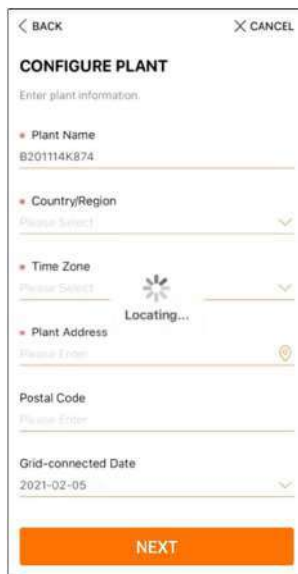 BACK
CANCEL
CONFIGURE PLANT
Enter plant information.
Plant Name
B201114K874
Country/Region
Please Select
Time Zone
Please Select
Locating...
Plant Address
Please Enter
Postal Code
Please Enter
Grid-connected Date
2021-02-05
NEXT